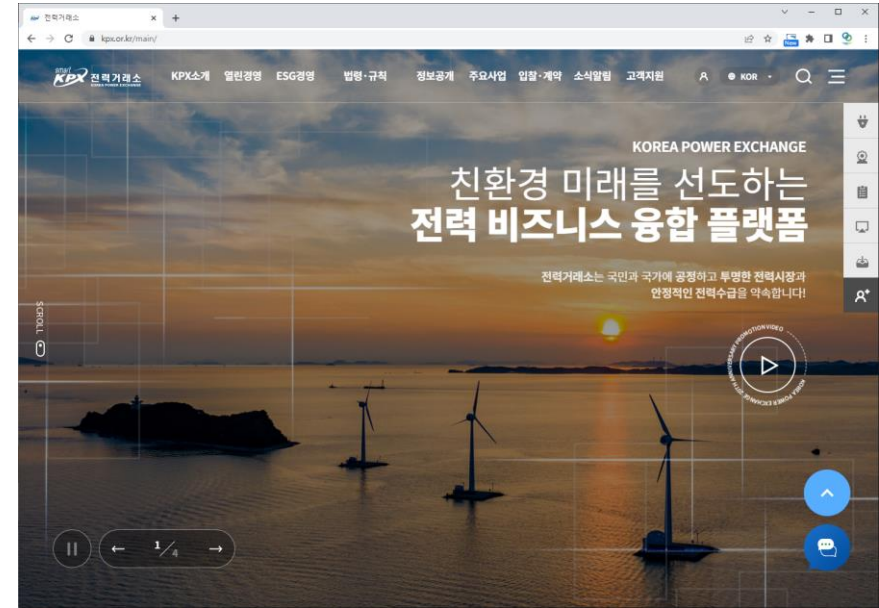 전력거래소
kpx.or.kr/main/
New
smart
KPX 전력거래소
KOREA POWER EXCHANGE
KPX소개 열린경영 ESG경영 법령·규칙 정보공개 주요사업 입찰·계약 소식알림 고객지원 KOR
KOREA POWER EXCHANGE
친환경 미래를 선도하는
전력 비즈니스 융합 플랫폼
전력거래소는 국민과 국가에 공정하고 투명한 전력시장과
안정적인 전력수급을 약속합니다!
SCROLL
KOREA POWER EXCHANGE 20TH ANNIVERSARY PROMOTION VIDEO
1/4